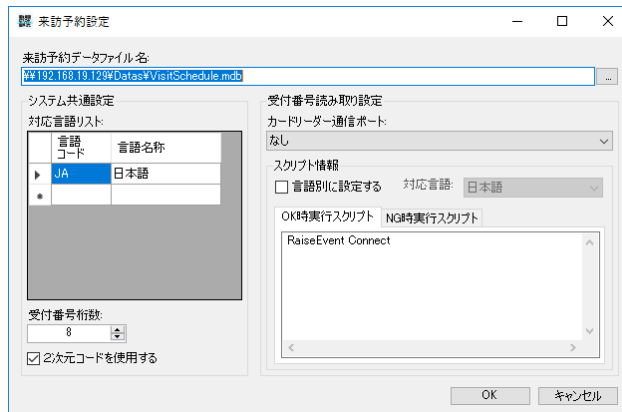 来訪予約設定
来訪予約データファイル名:
¥¥192.168.19.129¥Datas¥VisitSchedule.mdb
...
システム共通設定
対応言語リスト:
言語
コード
言語名称
JA
日本語
受付番号桁数:
8
2次元コードを使用する
受付番号読み取り設定
カードリーダー通信ポート:
なし
スクリプト情報
言語別に設定する
対応言語:
日本語
OK時実行スクリプト
NG時実行スクリプト
RaiseEvent Connect
OK
キャンセル